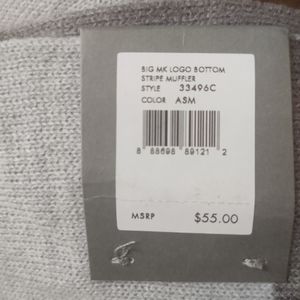 BIG MK LOGO BOTTOM
STRIPE MUFFLER
STYLE 33496C
COLOR ASM
8 88698 89121 2
MSRP $55.00